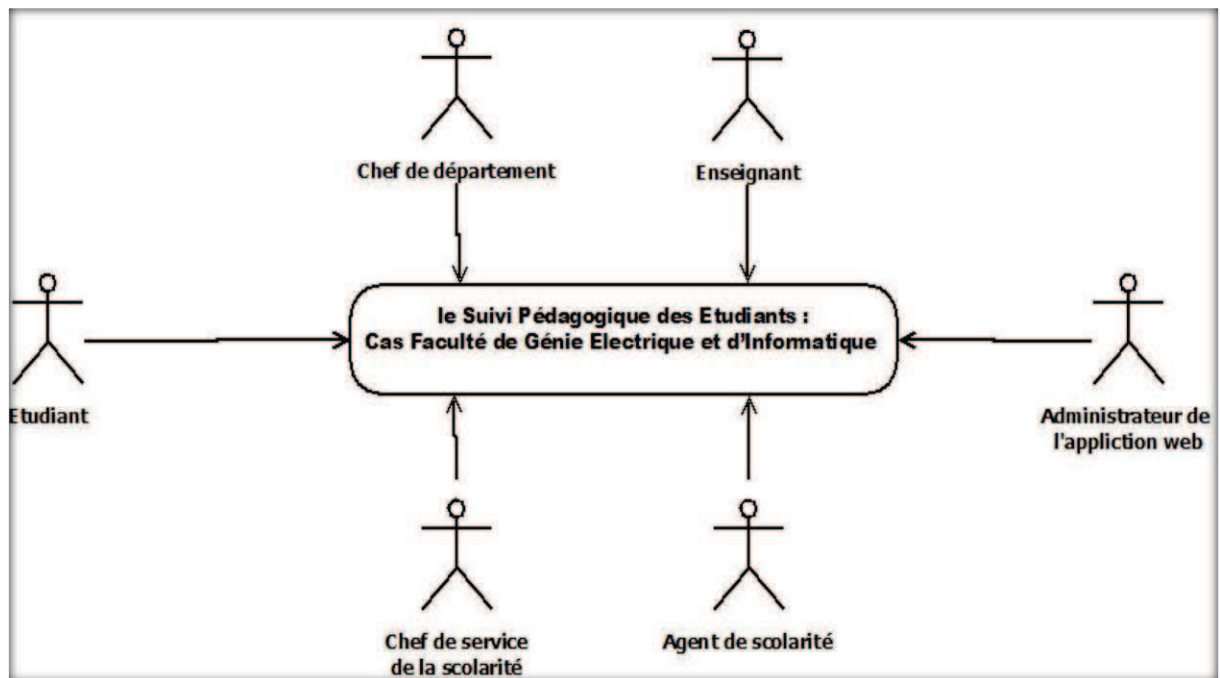 Chef de département
Enseignant
le Suivi Pédagogique des Etudiants :
Cas Faculté de Génie Electrique et d'Informatique
Etudiant
Administrateur de
l'appliction web
Chef de service
de la scolarité
Agent de scolarité